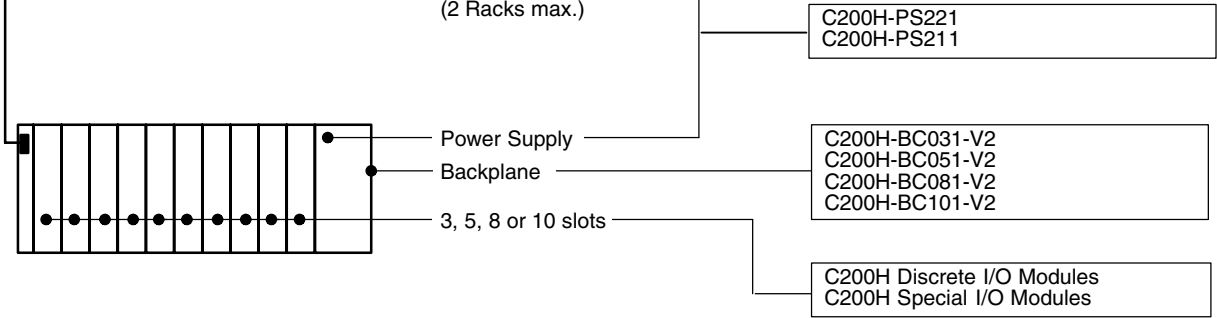 (2 Racks max.)
C200H-PS221
C200H-PS211
Power Supply
Backplane
3, 5, 8 or 10 slots
C200H-BC031-V2
C200H-BC051-V2
C200H-BC081-V2
C200H-BC101-V2
C200H Discrete I/O Modules
C200H Special I/O Modules